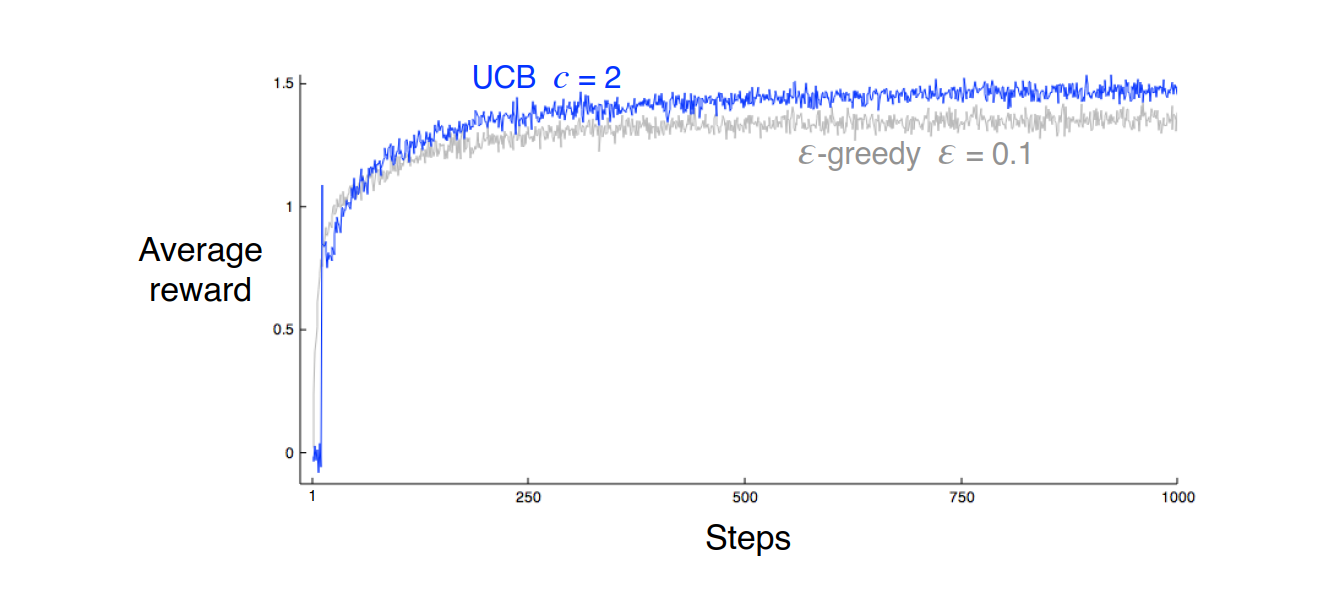 UCB c = 2
1.5
ε-greedy ε = 0.1
1
Average
reward
0.5
0
1
250
500
750
1000
Steps